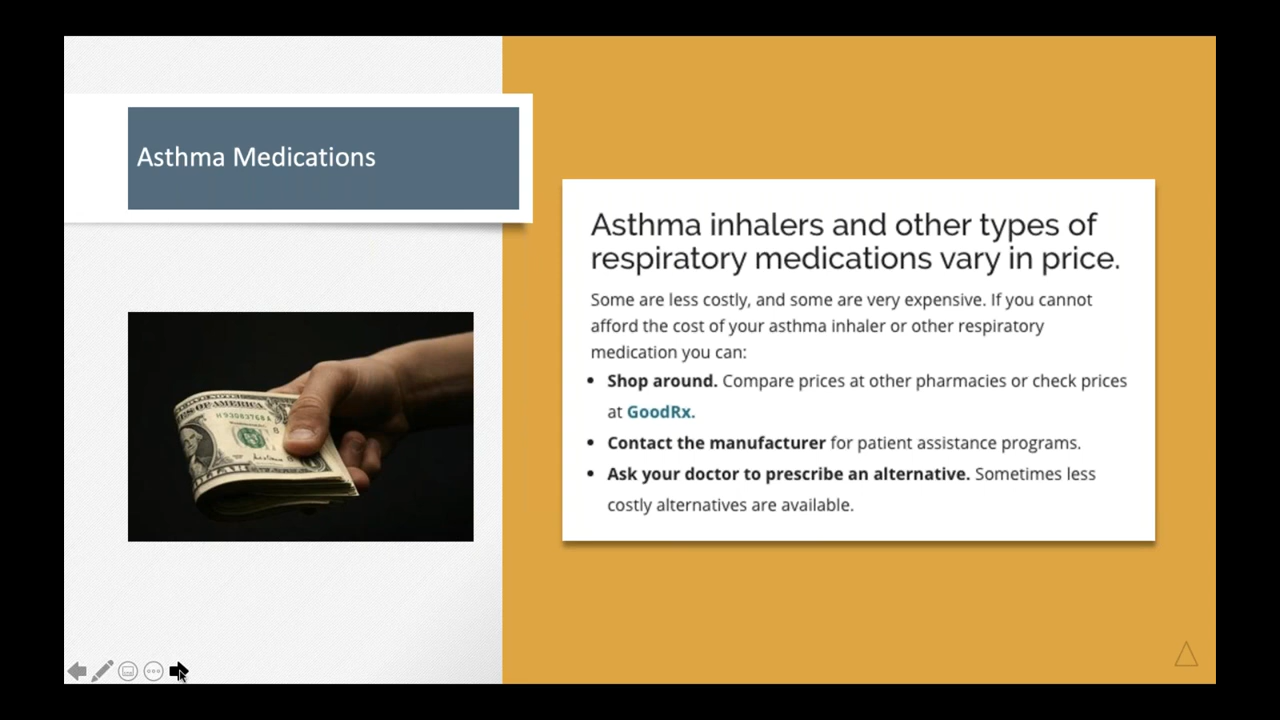 Asthma Medications
Asthma inhalers and other types of
respiratory medications vary in price.
Some are less costly, and some are very expensive. If you cannot
afford the cost of your asthma inhaler or other respiratory
medication you can:
• Shop around. Compare prices at other pharmacies or check prices
at GoodRx.
• Contact the manufacturer for patient assistance programs.
• Ask your doctor to prescribe an alternative. Sometimes less
costly alternatives are available.